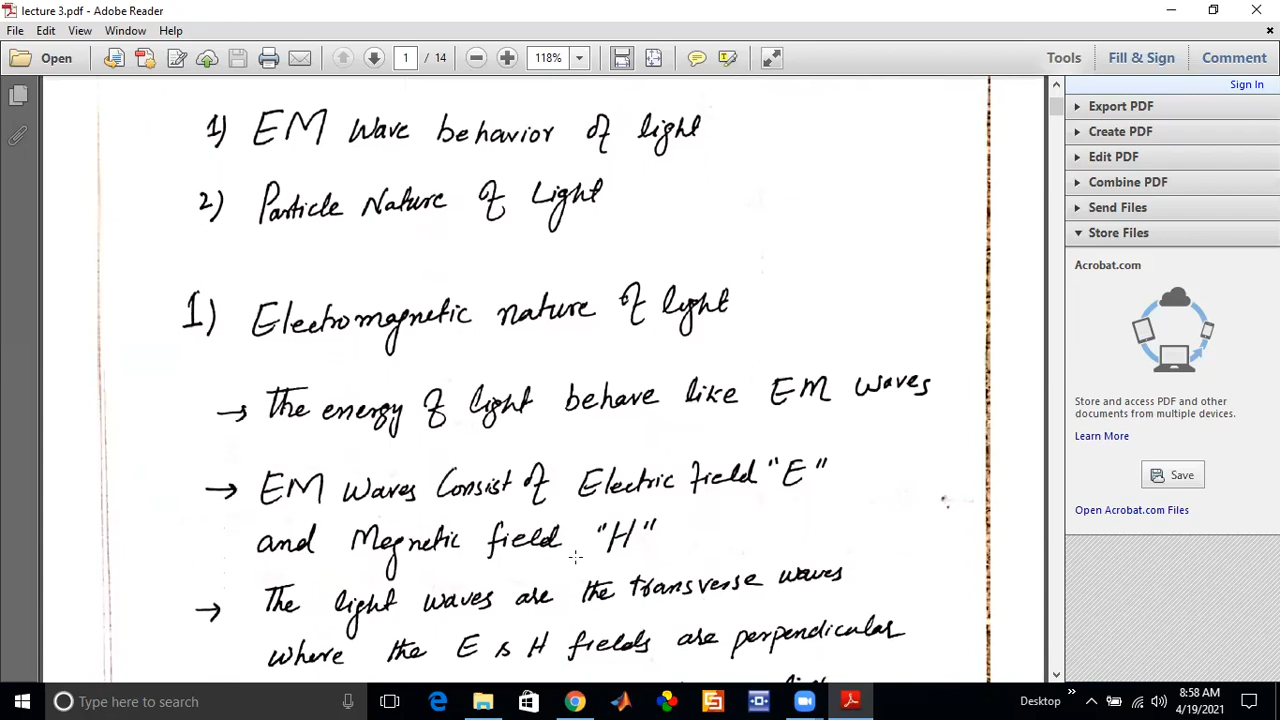 lecture 3.pdf - Adobe Reader
File Edit View Window Help
Open 1 / 14 118% Tools Fill & Sign Comment
Sign In
Export PDF
Create PDF
Edit PDF
Combine PDF
Send Files
Store Files
Acrobat.com
Store and access PDF and other
documents from multiple devices.
Learn More
Save
Open Acrobat.com Files
1) EM Wave behavior of light
2) Particle Nature of Light
1) Electromagnetic nature of light
→ The energy of light behave like EM waves
→ EM Waves Consist of Electric field "E"
and Magnetic field "H"
→ The light waves are the transverse waves
where the E & H fields are perpendicular
Type here to search
Desktop
8:58 AM
4/19/2021